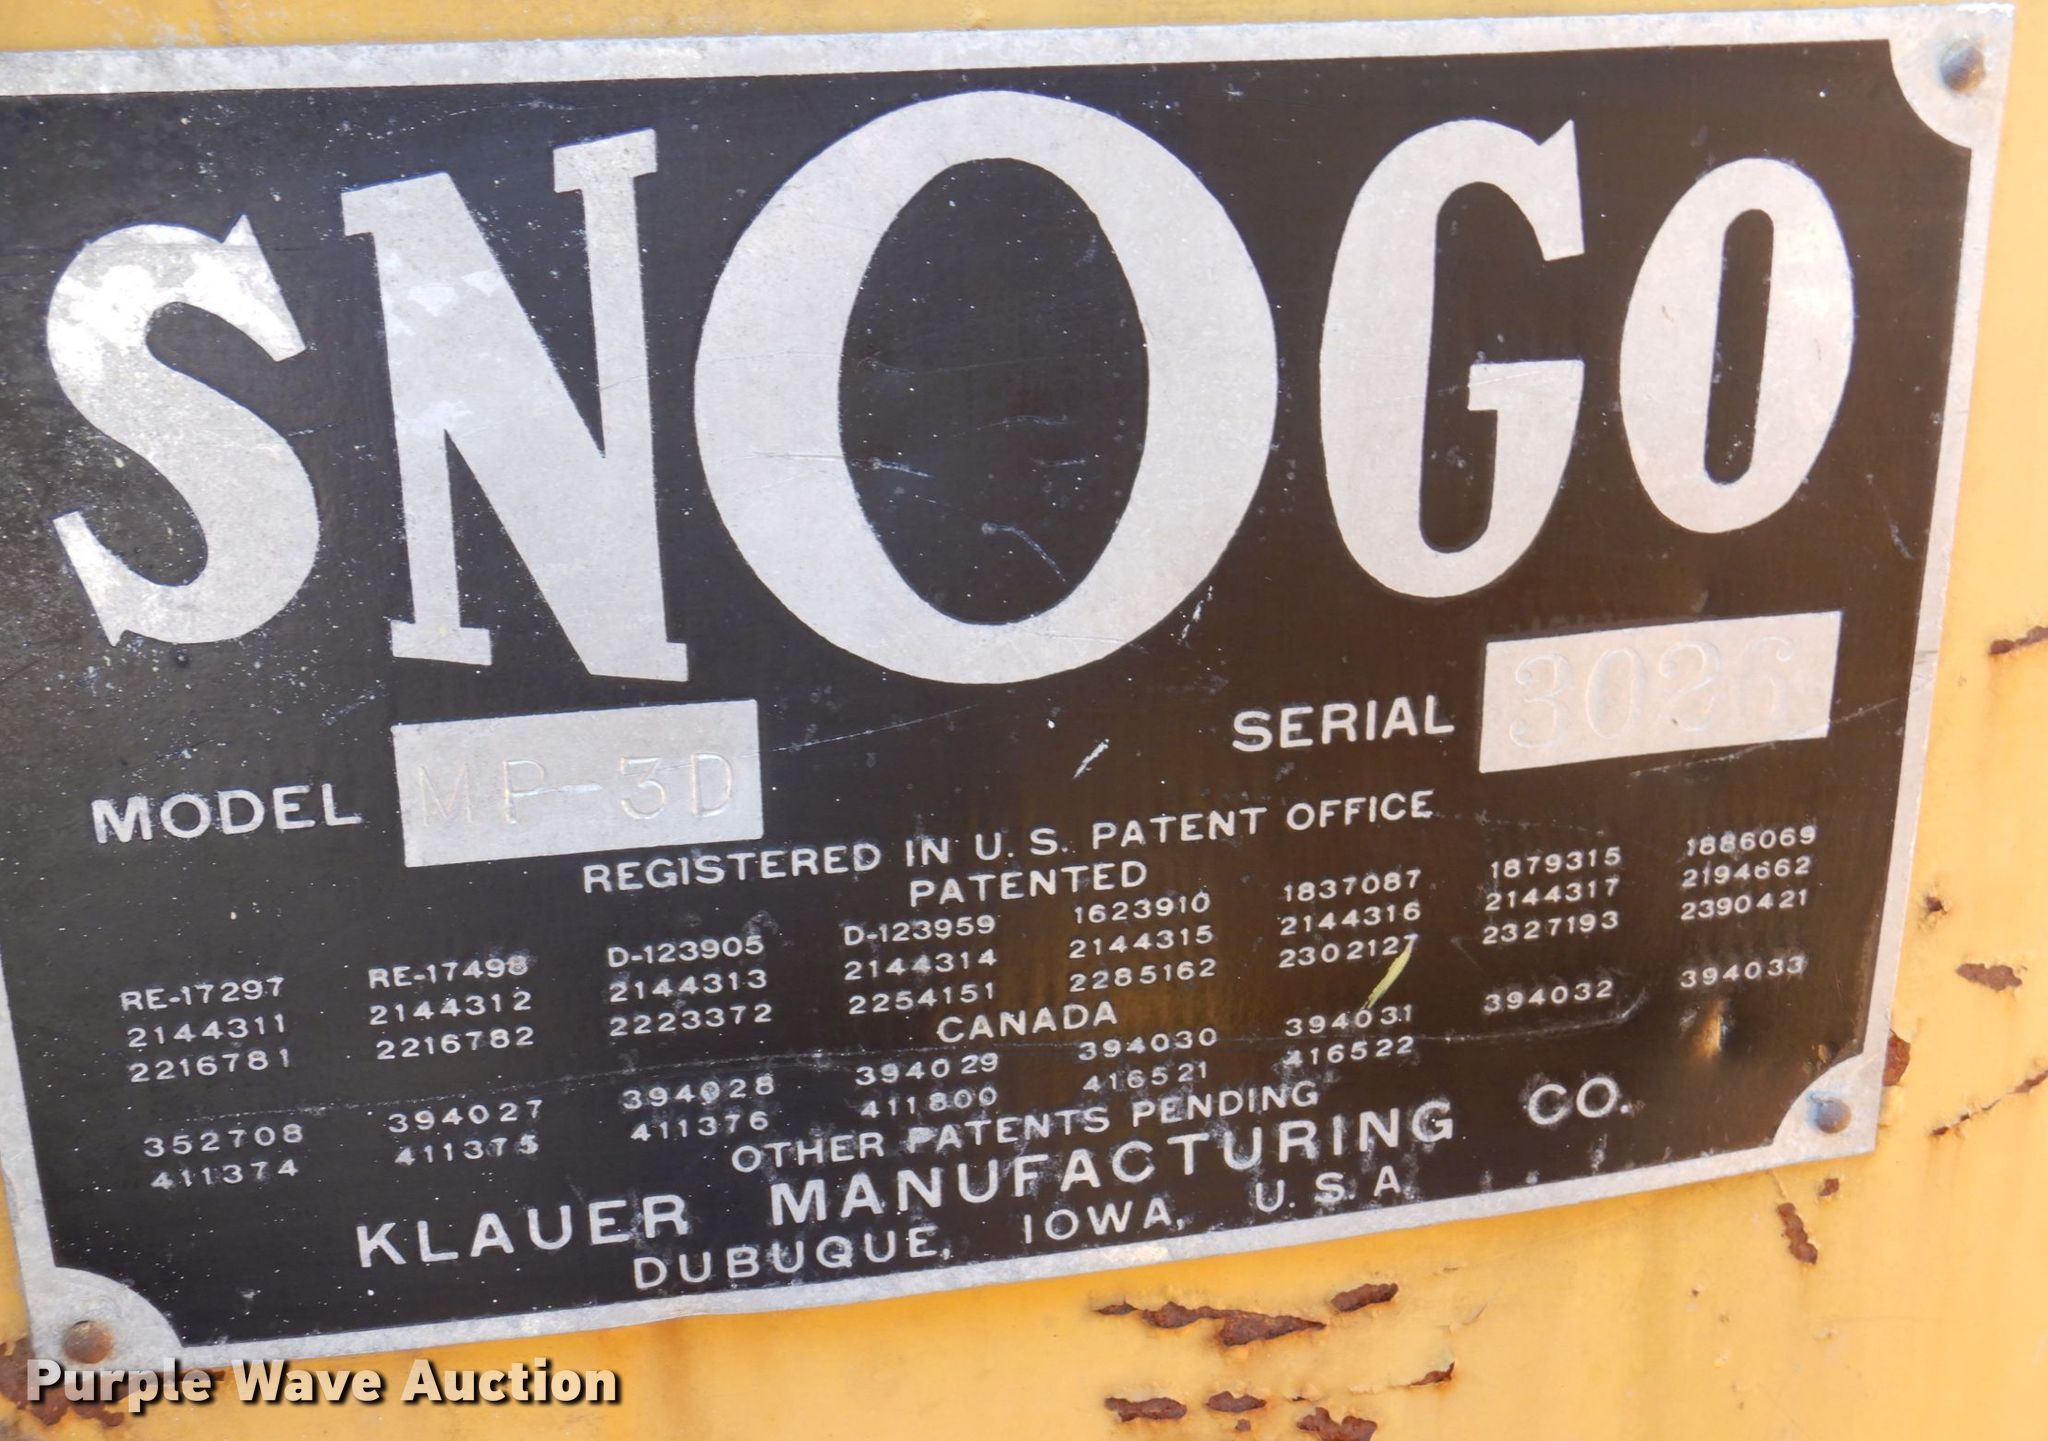 SNOGO
MODEL MP-3D SERIAL 3026
REGISTERED IN U. S. PATENT OFFICE
PATENTED
RE-17297 RE-17498 D-123905 D-123959 1623910 1837087 1879315 1886069
2144311 2144312 2144313 2144314 2144315 2144316 2144317 2194662
2216781 2216782 2223372 2254151 2285162 2302127 2327193 2390421
CANADA
352708 394027 394028 394029 394030 394031 394032 394033
411374 411375 411376 411800 416521 416522
OTHER PATENTS PENDING
KLAUER MANUFACTURING CO.
DUBUQUE, IOWA, U. S. A
Purple Wave Auction